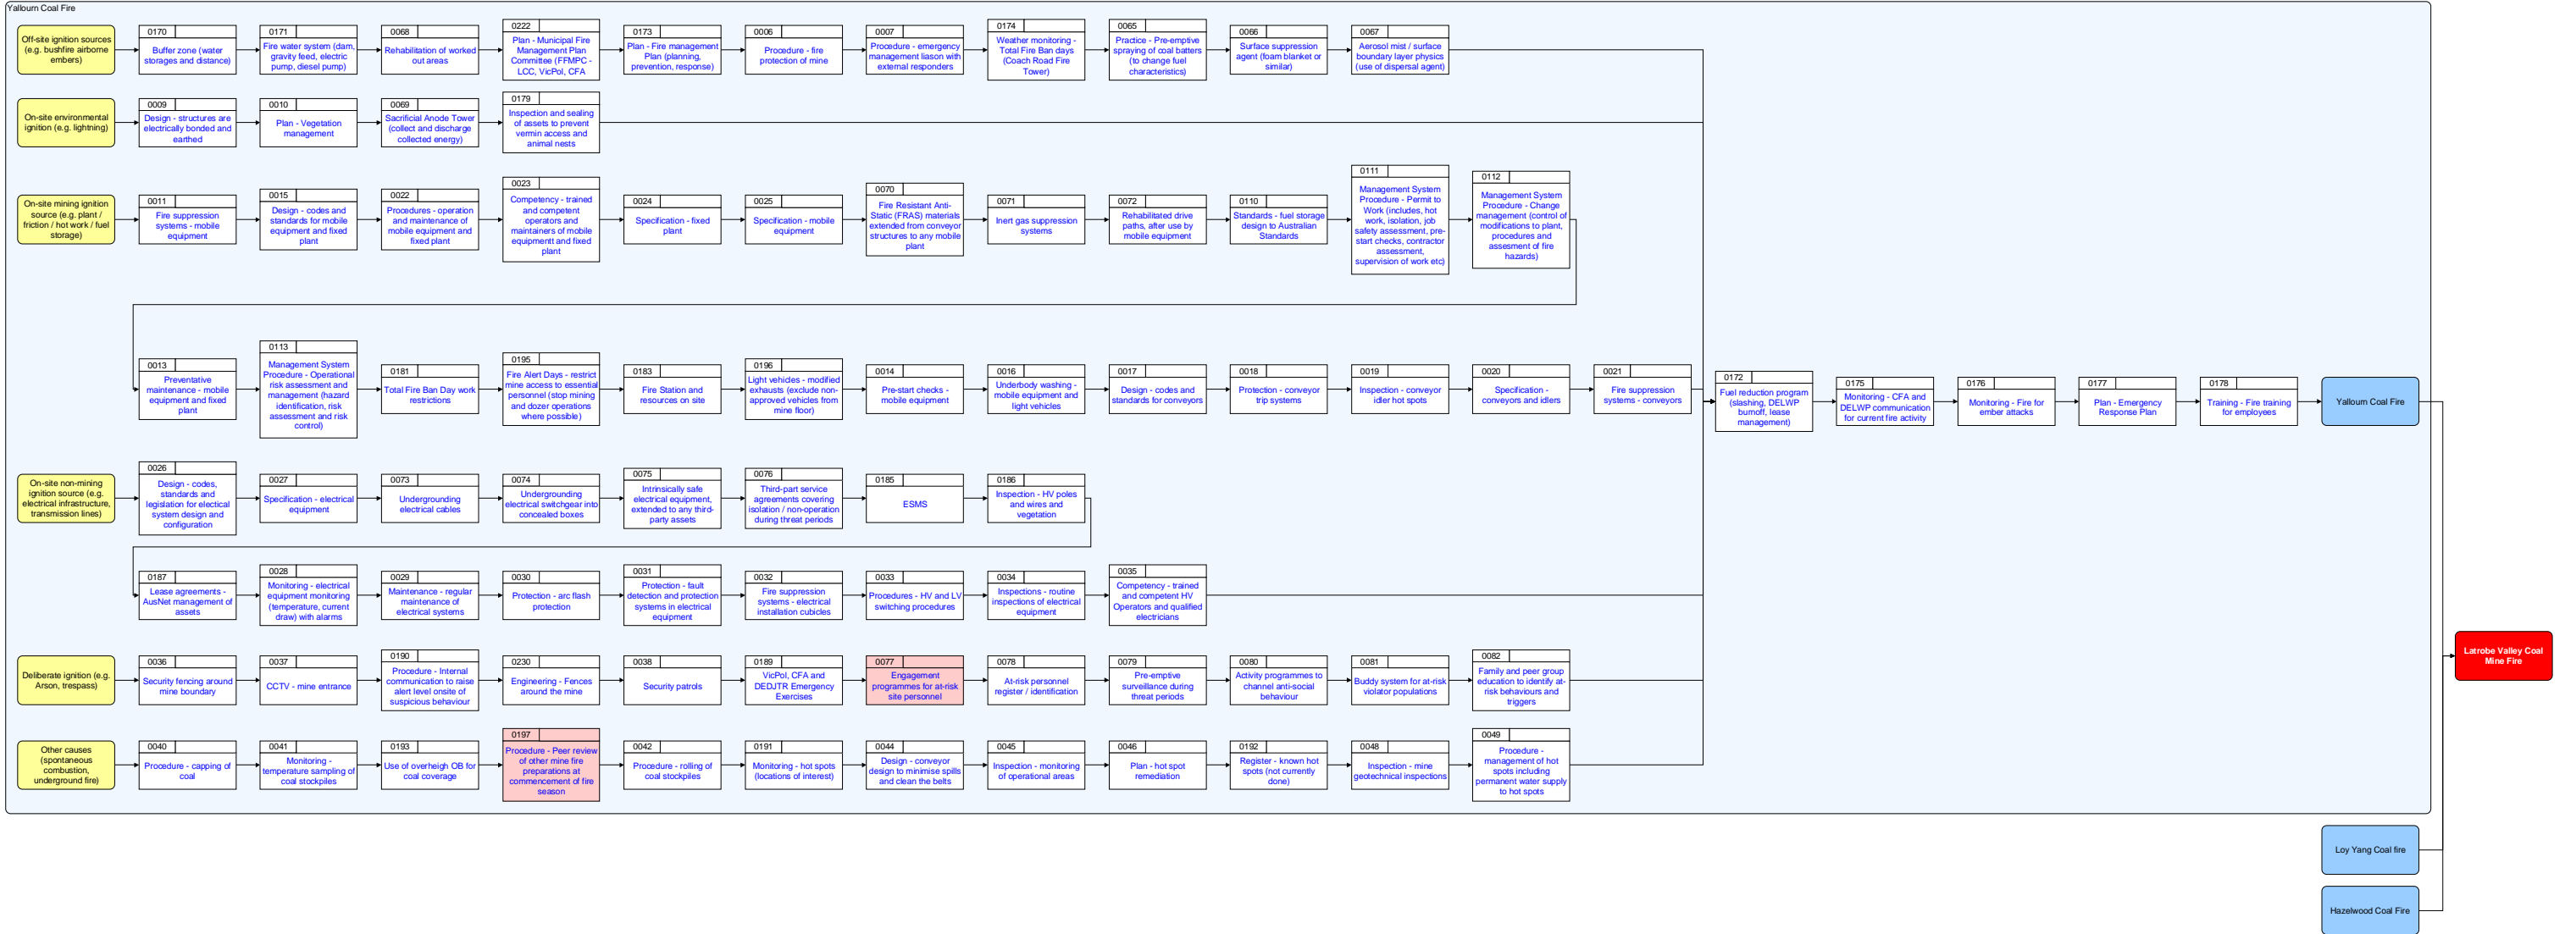 Yallourn Coal Fire
Off-site ignition sources
(e.g. bushfire airborne
embers)
0170
Buffer zone (water
storages and distance)
0171
Fire water system (dam,
gravity feed, electric
pump, diesel pump)
0068
Rehabilitation of worked
out areas
0222
Plan - Municipal Fire
Management Plan
Committee (FFMPC -
LCC, VicPol, CFA
0173
Plan - Fire management
Plan (planning,
prevention, response)
0006
Procedure - fire
protection of mine
0007
Procedure - emergency
management liason with
external responders
0174
Weather monitoring -
Total Fire Ban days
(Coach Road Fire
Tower)
0065
Practice - Pre-emptive
spraying of coal batters
(to change fuel
characteristics)
0066
Surface suppression
agent (foam blanket or
similar)
0067
Aerosol mist / surface
boundary layer physics
(use of dispersal agent)
On-site environmental
ignition (e.g. lightning)
0009
Design - structures are
electrically bonded and
earthed
0010
Plan - Vegetation
management
0069
Sacrificial Anode Tower
(collect and discharge
collected energy)
0179
Inspection and sealing
of assets to prevent
vermin access and
animal nests
On-site mining ignition
source (e.g. plant /
friction / hot work / fuel
storage)
0011
Fire suppression
systems - mobile
equipment
0015
Design - codes and
standards for mobile
equipment and fixed
plant
0022
Procedures - operation
and maintenance of
mobile equipment and
fixed plant
0023
Competency - trained
and competent
operators and
maintainers of mobile
equipmentt and fixed
plant
0024
Specification - fixed
plant
0025
Specification - mobile
equipment
0070
Fire Resistant Anti-
Static (FRAS) materials
extended from conveyor
structures to any mobile
plant
0071
Inert gas suppression
systems
0072
Rehabilitated drive
paths, after use by
mobile equipment
0110
Standards - fuel storage
design to Australian
Standards
0111
Management System
Procedure - Permit to
Work (includes, hot
work, isolation, job
safety assessment, pre-
start checks, contractor
assessment,
supervision of work etc)
0112
Management System
Procedure - Change
management (control of
modifications to plant,
procedures and
assesment of fire
hazards)
0013
Preventative
maintenance - mobile
equipment and fixed
plant
0113
Management System
Procedure - Operational
risk assessment and
management (hazard
identification, risk
assessment and risk
control)
0181
Total Fire Ban Day work
restrictions
0195
Fire Alert Days - restrict
mine access to essential
personnel (stop mining
and dozer operations
where possible)
0183
Fire Station and
resources on site
0196
Light vehicles - modified
exhausts (exclude non-
approved vehicles from
mine floor)
0014
Pre-start checks -
mobile equipment
0016
Underbody washing -
mobile equipment and
light vehicles
0017
Design - codes and
standards for conveyors
0018
Protection - conveyor
trip systems
0019
Inspection - conveyor
idler hot spots
0020
Specification -
conveyors and idlers
0021
Fire suppression
systems - conveyors
0172
Fuel reduction program
(slashing, DELWP
burnoff, lease
management)
0175
Monitoring - CFA and
DELWP communication
for current fire activity
0176
Monitoring - Fire for
ember attacks
0177
Plan - Emergency
Response Plan
0178
Training - Fire training
for employees
Yallourn Coal Fire
On-site non-mining
ignition source (e.g.
electrical infrastructure,
transmission lines)
0026
Design - codes,
standards and
legislation for electical
system design and
configuration
0027
Specification - electrical
equipment
0073
Undergrounding
electrical cables
0074
Undergrounding
electrical switchgear into
concealed boxes
0075
Intrinsically safe
electrical equipment,
extended to any third-
party assets
0076
Third-part service
agreements covering
isolation / non-operation
during threat periods
0185
ESMS
0186
Inspection - HV poles
and wires and
vegetation
0187
Lease agreements -
AusNet management of
assets
0028
Monitoring - electrical
equipment monitoring
(temperature, current
draw) with alarms
0029
Maintenance - regular
maintenance of
electrical systems
0030
Protection - arc flash
protection
0031
Protection - fault
detection and protection
systems in electrical
equipment
0032
Fire suppression
systems - electrical
installation cubicles
0033
Procedures - HV and LV
switching procedures
0034
Inspections - routine
inspections of electrical
equipment
0035
Competency - trained
and competent HV
Operators and qualified
electricians
Latrobe Valley Coal
Mine Fire
Deliberate ignition (e.g.
Arson, trespass)
0036
Security fencing around
mine boundary
0037
CCTV - mine entrance
0190
Procedure - Internal
communication to raise
alert level onsite of
suspicious behaviour
0230
Engineering - Fences
around the mine
0038
Security patrols
0189
VicPol, CFA and
DEDJTR Emergency
Exercises
0077
Engagement
programmes for at-risk
site personnel
0078
At-risk personnel
register / identification
0079
Pre-emptive
surveillance during
threat periods
0080
Activity programmes to
channel anti-social
behaviour
0081
Buddy system for at-risk
violator populations
0082
Family and peer group
education to identify at-
risk behaviours and
triggers
Other causes
(spontaneous
combustion,
underground fire)
0040
Procedure - capping of
coal
0041
Monitoring -
temperature sampling of
coal stockpiles
0193
Use of overheigh OB for
coal coverage
0197
Procedure - Peer review
of other mine fire
preparations at
commencement of fire
season
0042
Procedure - rolling of
coal stockpiles
0191
Monitoring - hot spots
(locations of interest)
0044
Design - conveyor
design to minimise spills
and clean the belts
0045
Inspection - monitoring
of operational areas
0046
Plan - hot spot
remediation
0192
Register - known hot
spots (not currently
done)
0048
Inspection - mine
geotechnical inspections
0049
Procedure -
management of hot
spots including
permanent water supply
to hot spots
Loy Yang Coal fire
Hazelwood Coal Fire